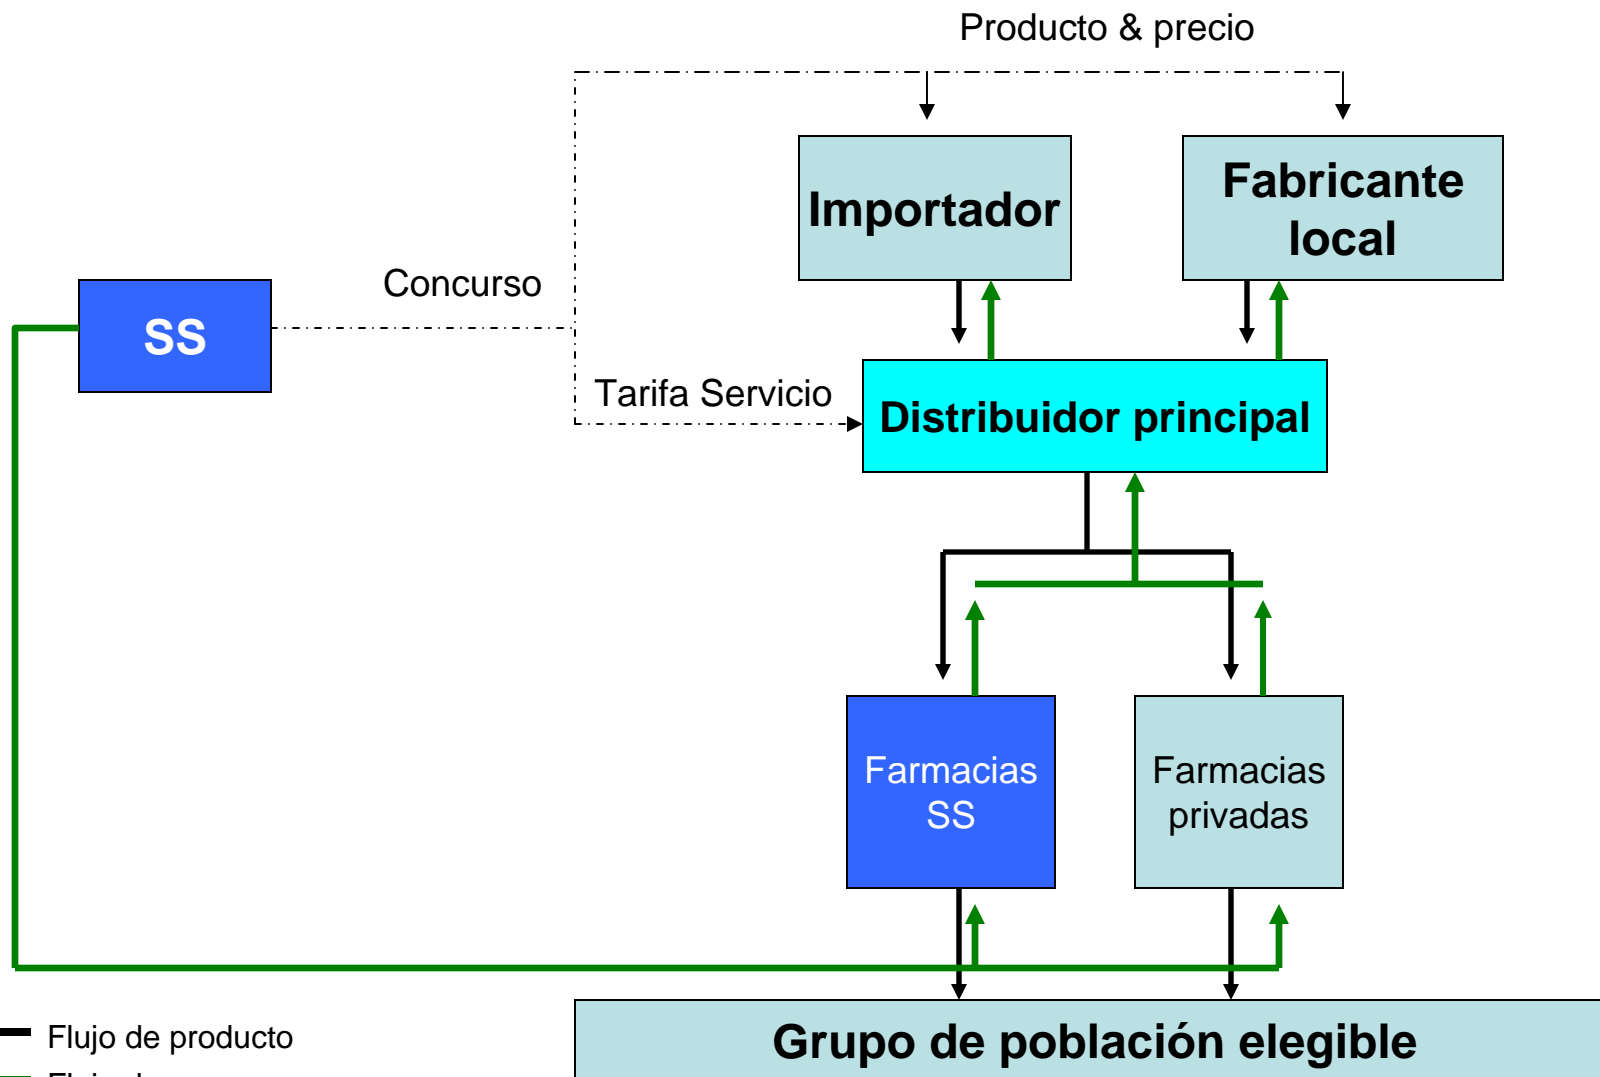 Producto & precio
Importador
Fabricante
local
Concurso
SS
Tarifa Servicio
Distribuidor principal
Farmacias
SS
Farmacias
privadas
Flujo de producto
Grupo de población elegible